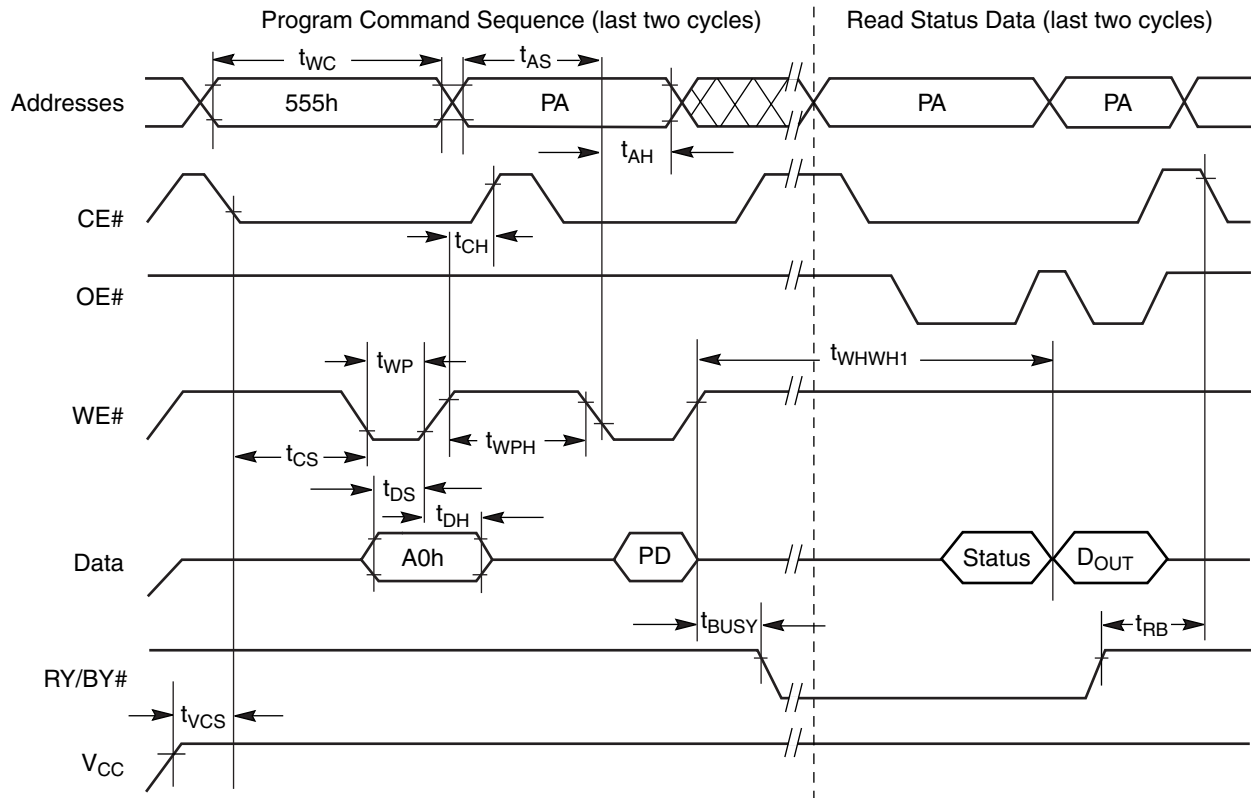 Program Command Sequence (last two cycles)
Read Status Data (last two cycles)
tWC
tAS
Addresses
555h
PA
PA
PA
tAH
CE#
tCH
OE#
tWP
tWHWH1
WE#
tWPH
tCS
tDS
tDH
Data
A0h
PD
Status
DOUT
tBUSY
tRB
RY/BY#
tVCS
VCC